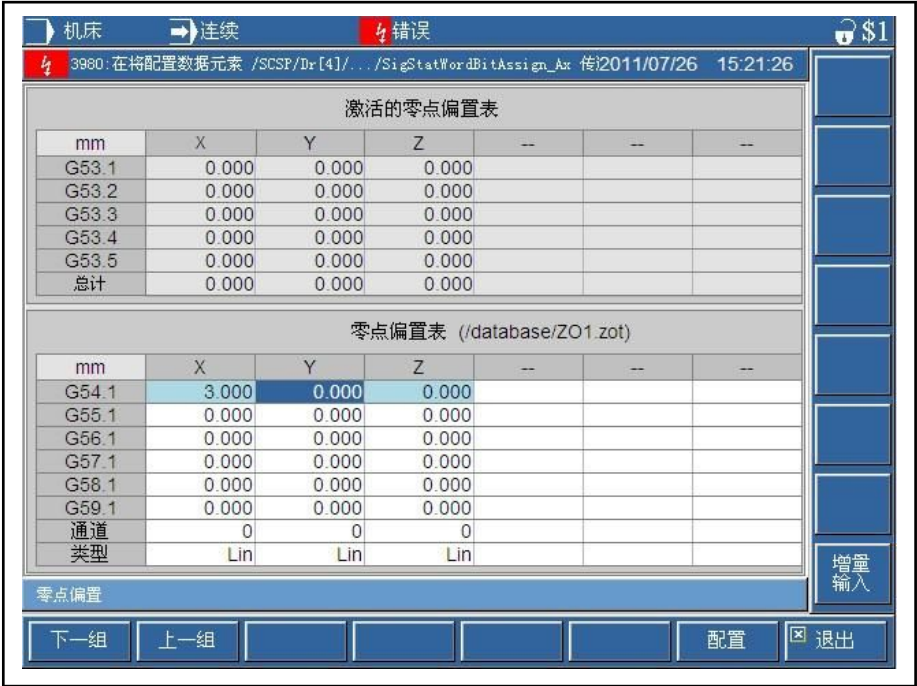 机床 连续 错误 $1
3980:在将配置数据元素 /SCSP/Dr[4]/.../SigStatWordBitAssign_Ax 传 2011/07/26 15:21:26
激活的零点偏置表
mm X Y Z -- -- --
G53.1 0.000 0.000 0.000
G53.2 0.000 0.000 0.000
G53.3 0.000 0.000 0.000
G53.4 0.000 0.000 0.000
G53.5 0.000 0.000 0.000
总计 0.000 0.000 0.000
零点偏置表 (/database/ZO1.zot)
mm X Y Z -- -- --
G54.1 3.000 0.000 0.000
G55.1 0.000 0.000 0.000
G56.1 0.000 0.000 0.000
G57.1 0.000 0.000 0.000
G58.1 0.000 0.000 0.000
G59.1 0.000 0.000 0.000
通道 0 0 0
类型 Lin Lin Lin
增量
输入
零点偏置
下一组 上一组 配置 退出